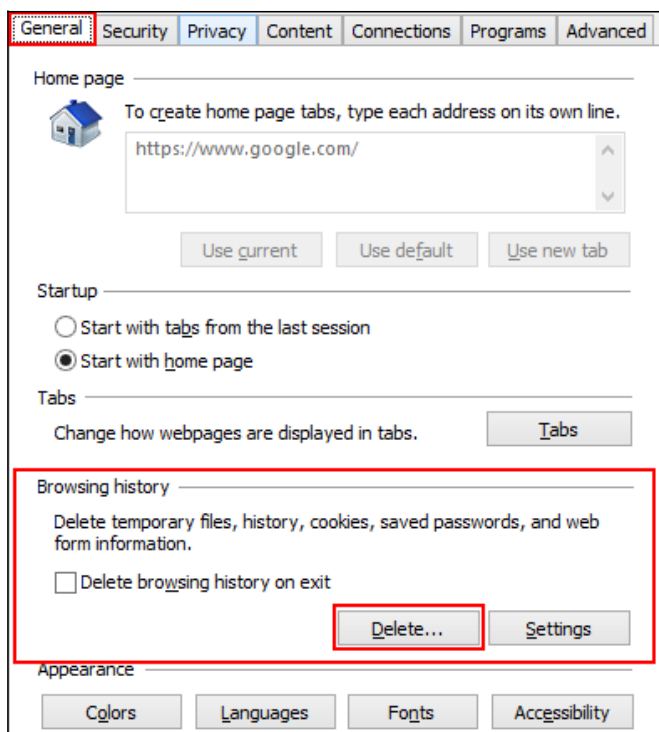 General Security Privacy Content Connections Programs Advanced
Home page
To create home page tabs, type each address on its own line.
https://www.google.com/
Use current Use default Use new tab
Startup
Start with tabs from the last session
Start with home page
Tabs
Change how webpages are displayed in tabs. Tabs
Browsing history
Delete temporary files, history, cookies, saved passwords, and web
form information.
Delete browsing history on exit
Delete... Settings
Appearance
Colors Languages Fonts Accessibility